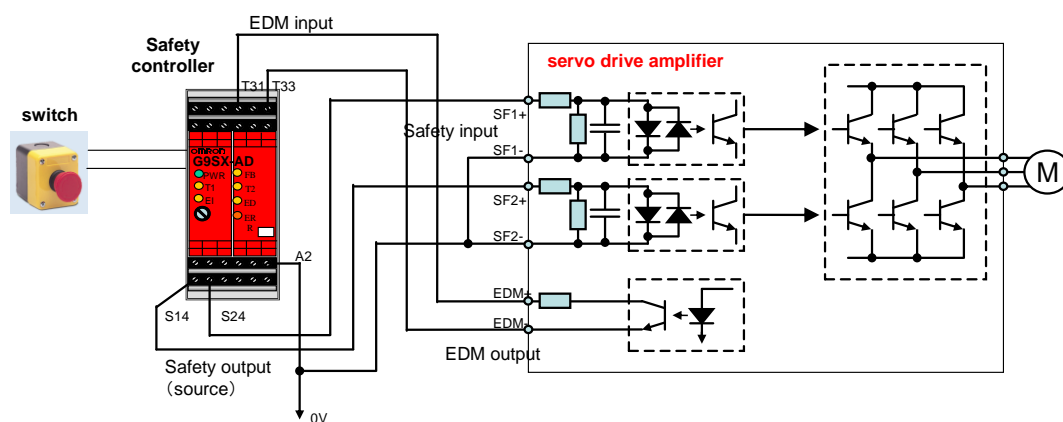 EDM input
Safety
controller
servo drive amplifier
T31 T33
switch
SF1+
Safety input
SF1-
OMRON
G9SX-AD
PWR
FB
T1
T2
E1
ED
ER
R
SF2+
SF2-
M
A2
EDM+
S14
S24
EDM-
EDM output
Safety output
（source）
0V